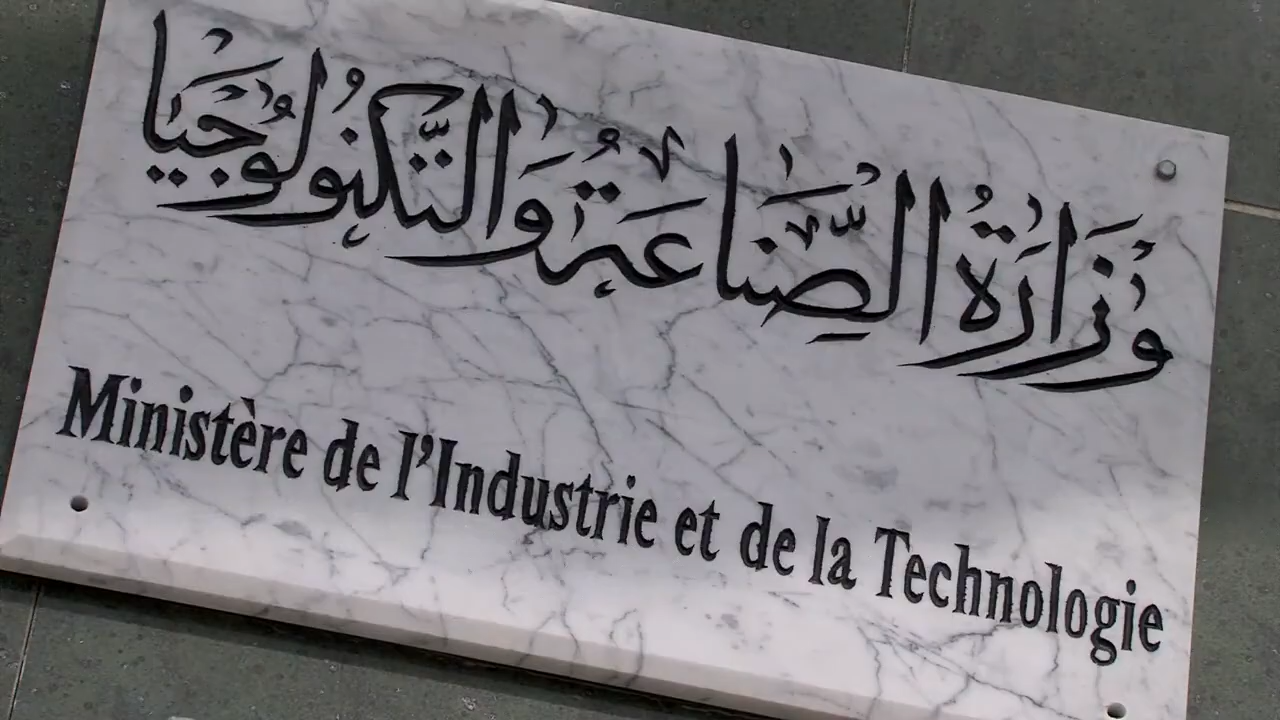 وزارة الصناعة والتكنولوجيا
Ministère de l'Industrie et de la Technologie